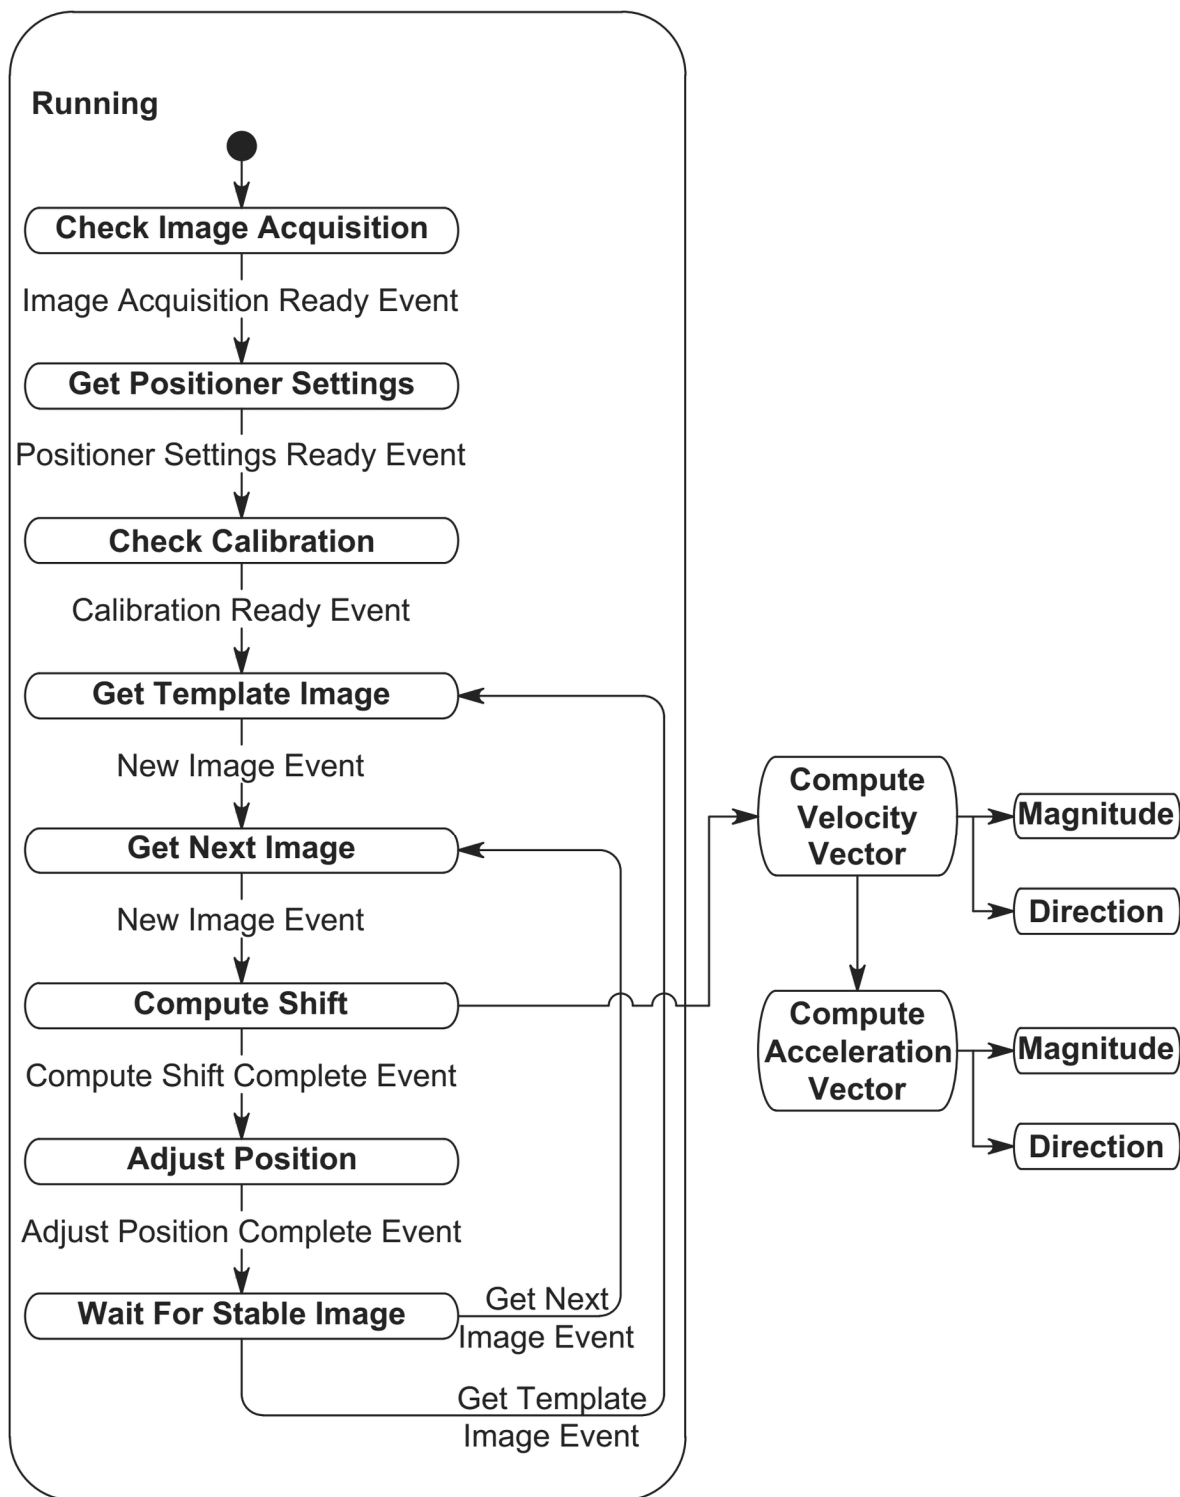 Running
Check Image Acquisition
Image Acquisition Ready Event
Get Positioner Settings
Positioner Settings Ready Event
Check Calibration
Calibration Ready Event
Get Template Image
New Image Event
Get Next Image
New Image Event
Compute Shift
Compute Shift Complete Event
Adjust Position
Adjust Position Complete Event
Wait For Stable Image
Get Next
Image Event
Get Template
Image Event
Compute
Velocity
Vector
Magnitude
Direction
Compute
Acceleration
Vector
Magnitude
Direction